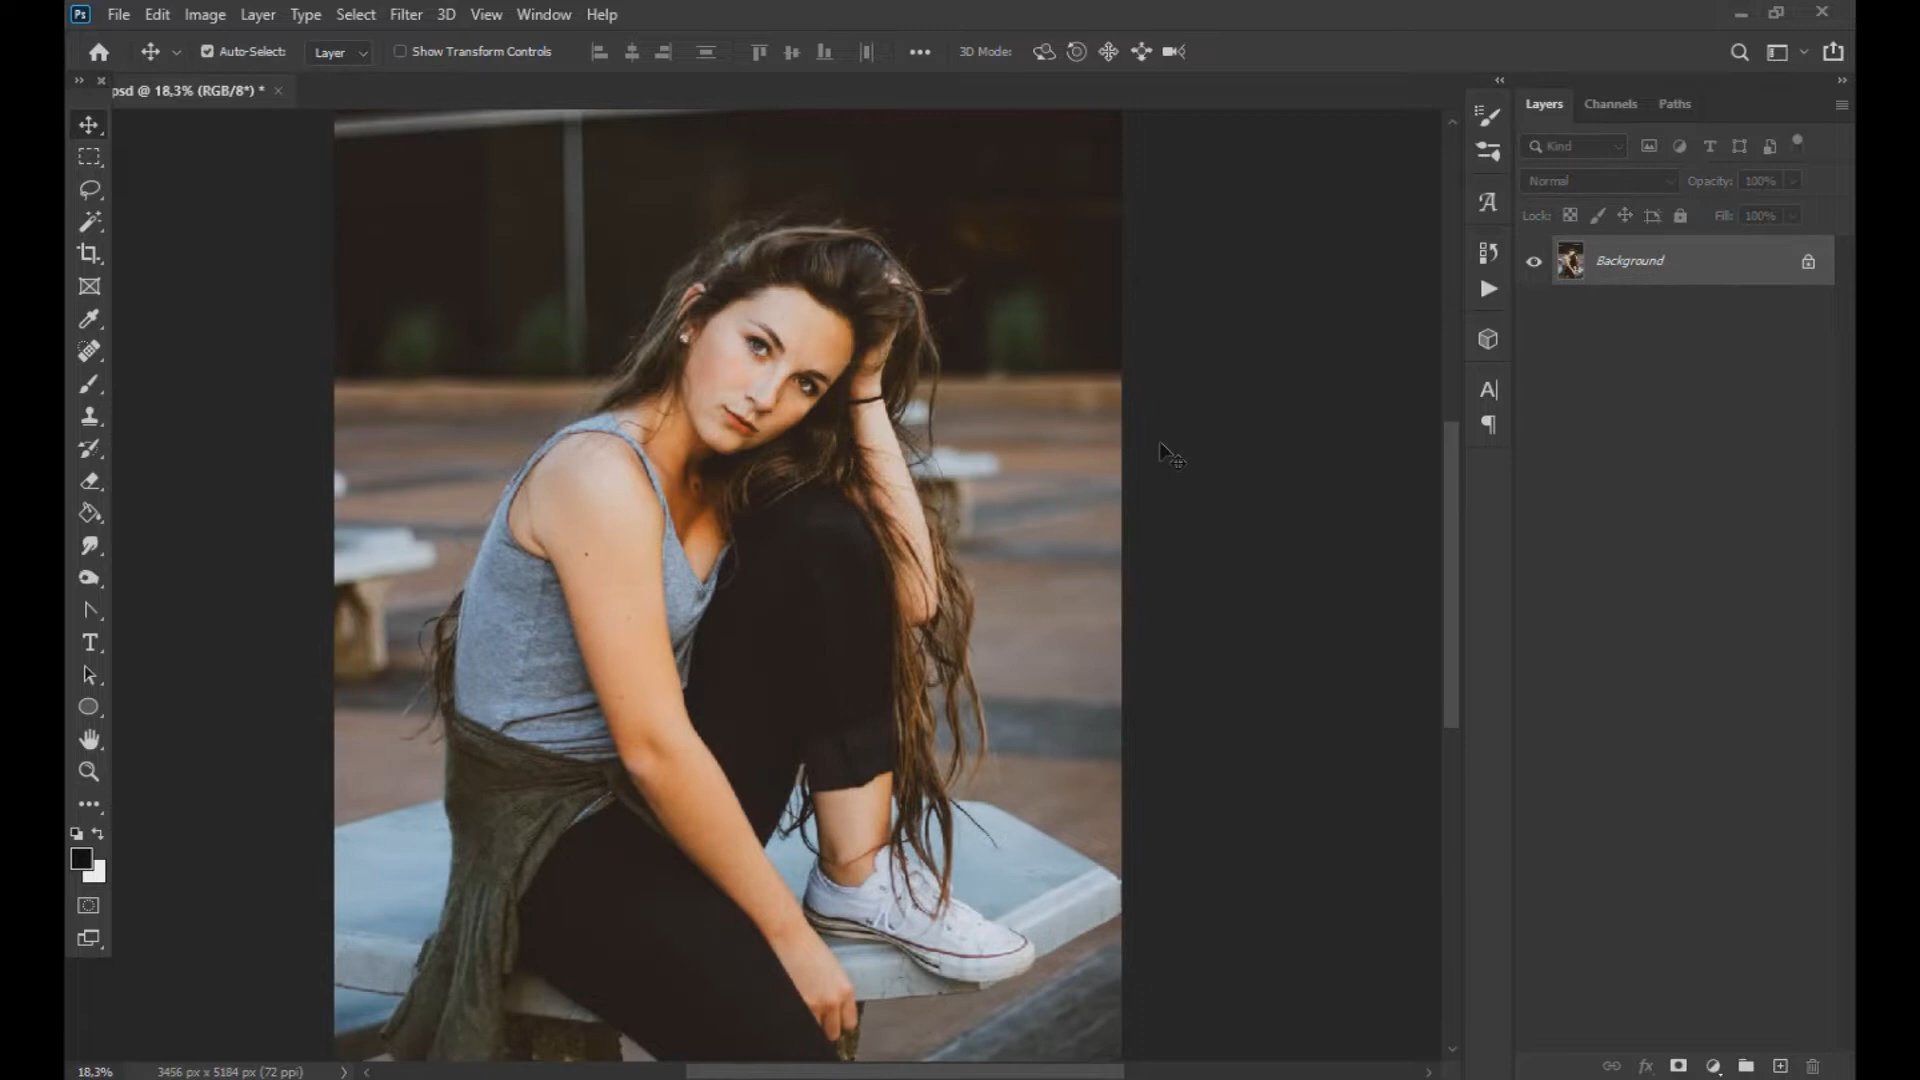 Ps File Edit Image Layer Type Select Filter 3D View Window Help
Auto-Select: Layer Show Transform Controls 3D Mode:
psd @ 18,3% (RGB/8*) * ×
Layers Channels Paths
Kind
Normal Opacity: 100%
Lock: Fill: 100%
Background
18,3% 3456 px x 5184 px (72 ppi)